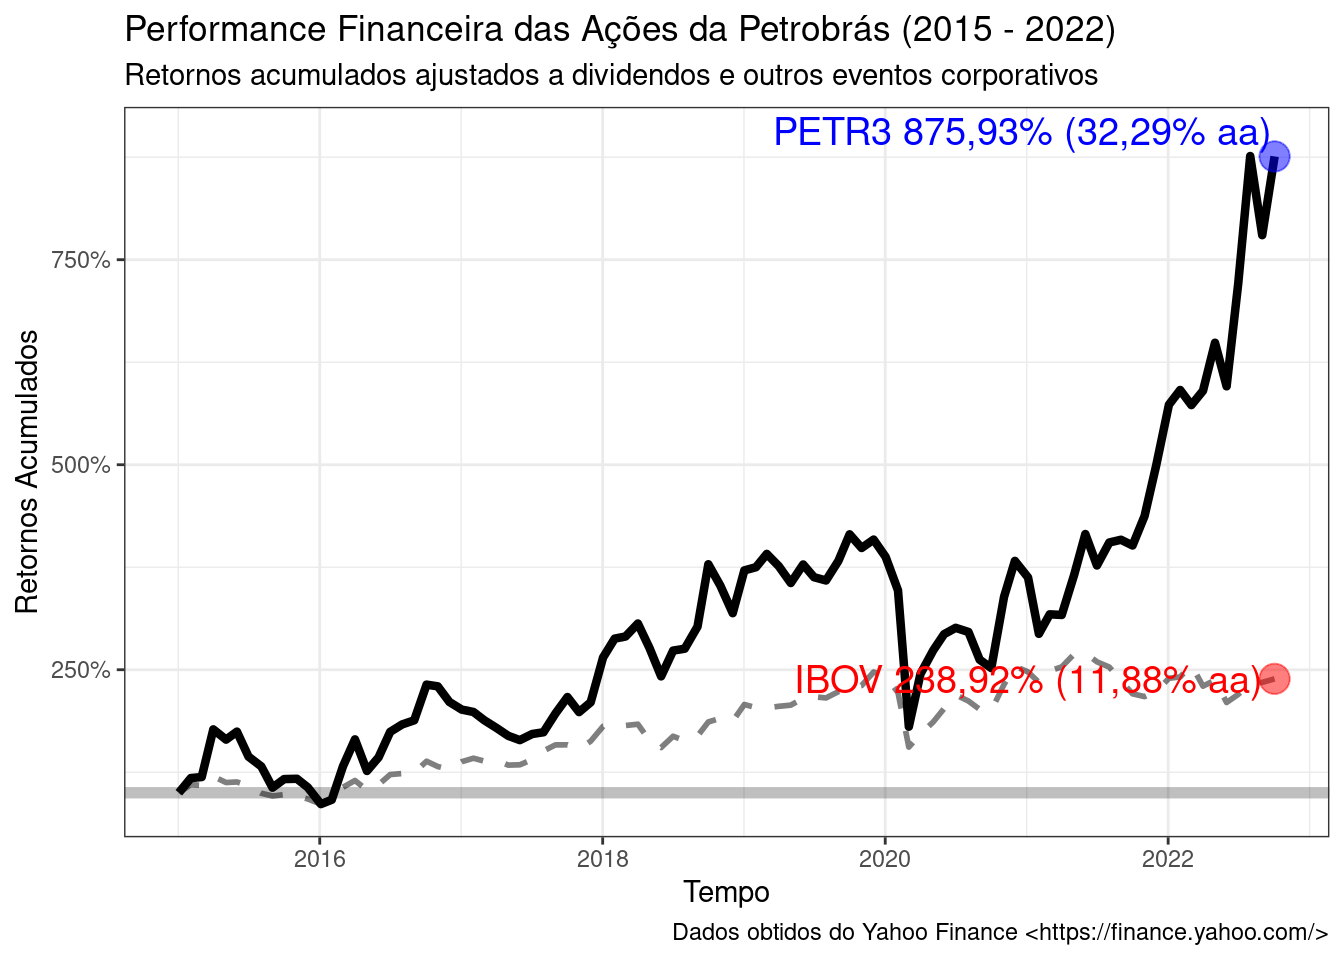 Performance Financeira das Ações da Petrobrás (2015 - 2022)
Retornos acumulados ajustados a dividendos e outros eventos corporativos
PETR3 875,93% (32,29% aa)
750%
500%
250%
IBOV 238,92% (11,88% aa)
Retornos Acumulados
2016
2018
2020
2022
Tempo
Dados obtidos do Yahoo Finance <https://finance.yahoo.com/>